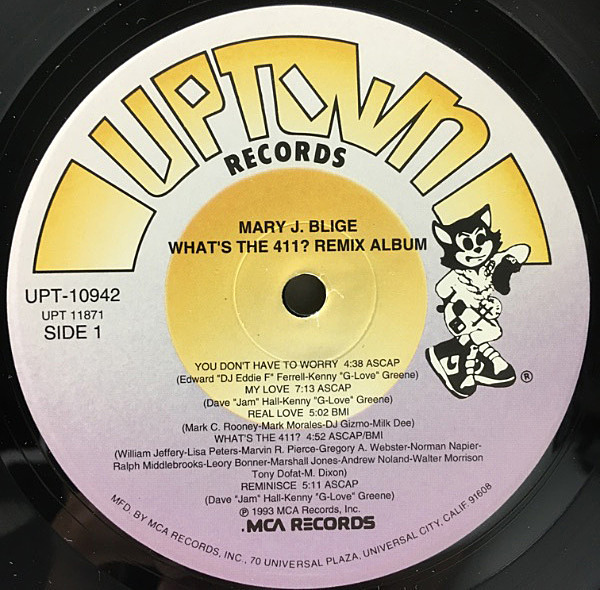 UPTOWN
RECORDS
MARY J. BLIGE
WHAT'S THE 411? REMIX ALBUM
UPT-10942
UPT 11871
SIDE 1
®
YOU DON'T HAVE TO WORRY 4:38 ASCAP
(Edward "DJ Eddie F" Ferrell-Kenny "G-Love" Greene)
MY LOVE 7:13 ASCAP
(Dave "Jam" Hall-Kenny "G-Love" Greene)
REAL LOVE 5:02 BMI
(Mark C. Rooney-Mark Morales-DJ Gizmo-Milk Dee)
WHAT'S THE 411? 4:52 ASCAP/BMI
(William Jeffery-Lisa Peters-Marvin R. Pierce-Gregory A. Webster-Norman Napier-
Ralph Middlebrooks-Leory Bonner-Marshall Jones-Andrew Noland-Walter Morrison
Tony Dofat-M. Dixon)
REMINISCE 5:11 ASCAP
(Dave "Jam" Hall-Kenny "G-Love" Greene)
℗ 1993 MCA Records, Inc.
.MCA RECORDS
MFD. BY MCA RECORDS, INC., 70 UNIVERSAL PLAZA, UNIVERSAL CITY, CALIF. 91608